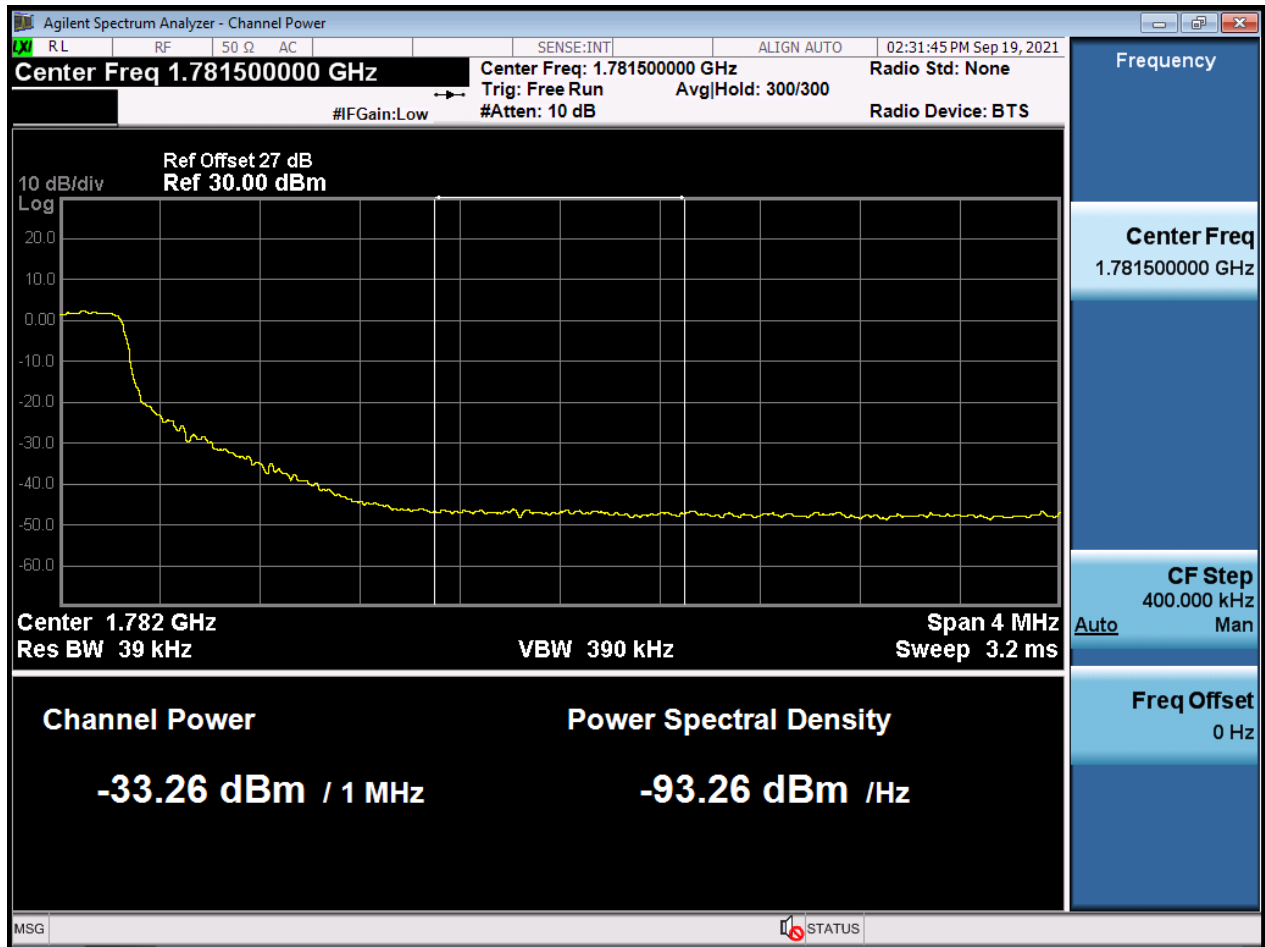 Agilent Spectrum Analyzer - Channel Power
LXI RL RF 50 Ω AC SENSE:INT ALIGN AUTO 02:31:45 PM Sep 19, 2021
Center Freq 1.781500000 GHz
Center Freq: 1.781500000 GHz Radio Std: None
Trig: Free Run Avg|Hold: 300/300
#IFGain:Low #Atten: 10 dB Radio Device: BTS
Ref Offset 27 dB
10 dB/div Ref 30.00 dBm
Log
20.0
10.0
0.00
-10.0
-20.0
-30.0
-40.0
-50.0
-60.0
Center 1.782 GHz Span 4 MHz
Res BW 39 kHz VBW 390 kHz Sweep 3.2 ms
Channel Power Power Spectral Density
-33.26 dBm / 1 MHz -93.26 dBm /Hz
Frequency
Center Freq
1.781500000 GHz
CF Step
400.000 kHz
Auto Man
Freq Offset
0 Hz
MSG STATUS